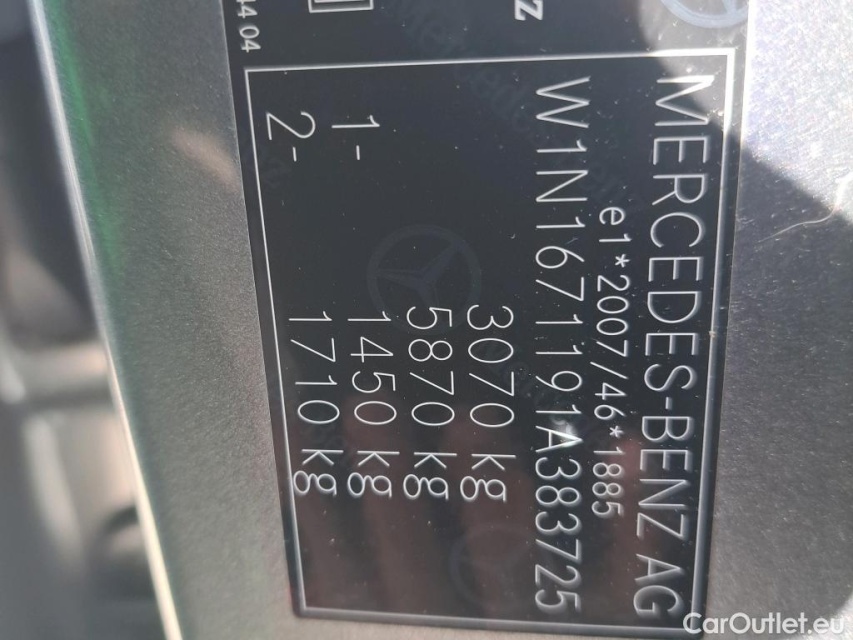 MERCEDES-BENZ AG
e1*2007/46*1885
W1N1671191A383725
3070 kg
5870 kg
1- 1450 kg
2- 1710 kg
CarOutlet.eu